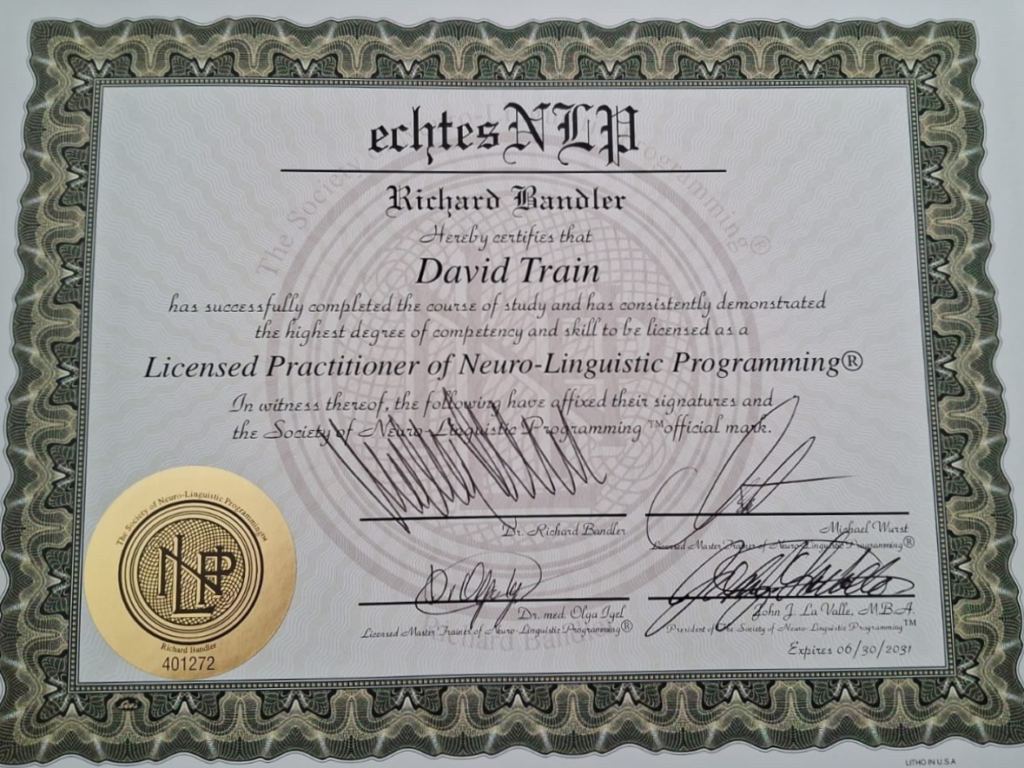 echtesNLP
Richard Bandler
Hereby certifies that
David Train
has successfully completed the course of study and has consistently demonstrated
the highest degree of competency and skill to be licensed as a
Licensed Practitioner of Neuro-Linguistic Programming®
In witness thereof, the following have affixed their signatures and
the Society of Neuro-Linguistic Programming™official mark.
Dr. Richard Bandler
Michael Wurst
Licensed Master Trainer of Neuro-Linguistic Programming®
Dr. med. Olga Igel
Licensed Master Trainer of Neuro-Linguistic Programming®
John J. La Valle, M.B.A.
President of The Society of Neuro-Linguistic Programming™
Expires 06/30/2031
The Society of Neuro-Linguistic Programming™
NLP
Richard Bandler
401272
LITHO IN U.S.A